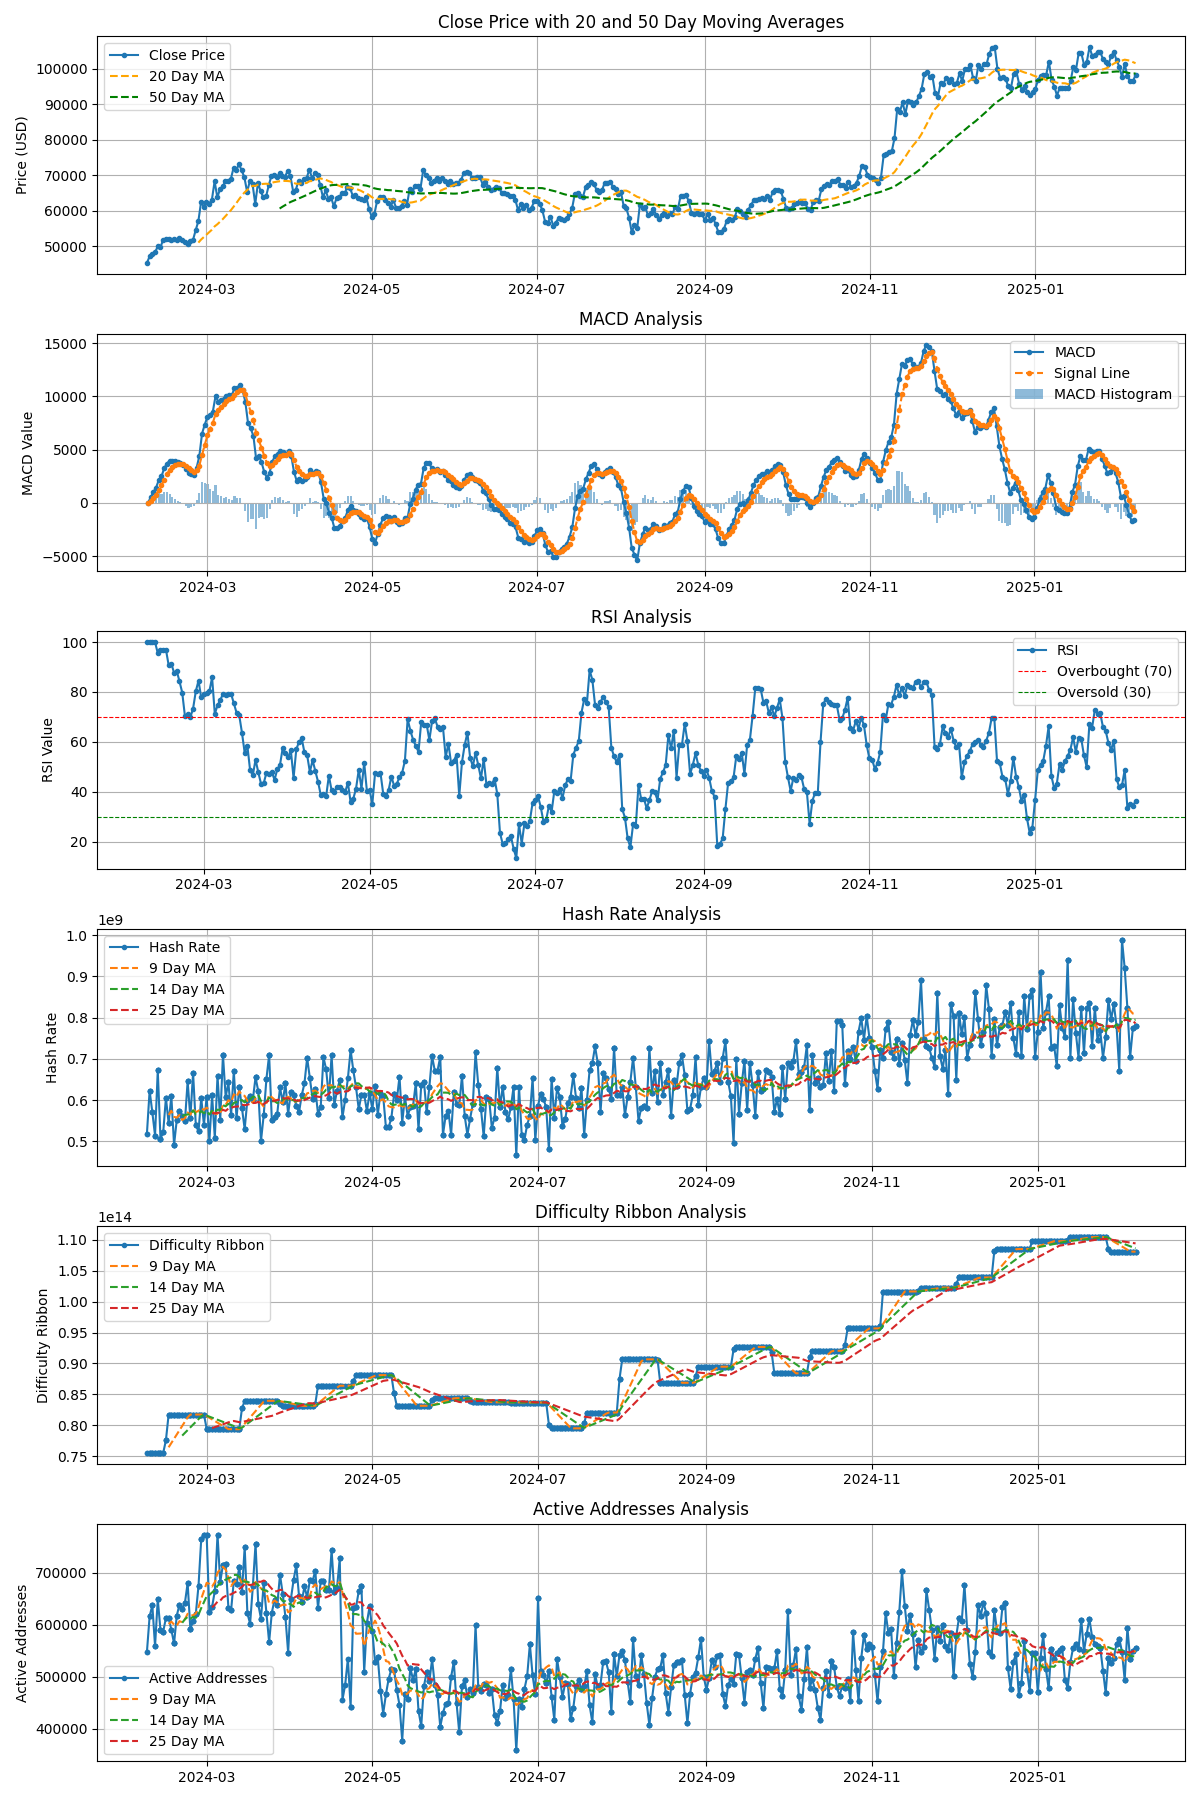 Close Price with 20 and 50 Day Moving Averages
Close Price
20 Day MA
50 Day MA
Price (USD)
100000
90000
80000
70000
60000
50000
2024-03 2024-05 2024-07 2024-09 2024-11 2025-01
MACD Analysis
MACD
Signal Line
MACD Histogram
MACD Value
15000
10000
5000
0
−5000
2024-03 2024-05 2024-07 2024-09 2024-11 2025-01
RSI Analysis
RSI
Overbought (70)
Oversold (30)
RSI Value
100
80
60
40
20
2024-03 2024-05 2024-07 2024-09 2024-11 2025-01
Hash Rate Analysis
1e9
Hash Rate
9 Day MA
14 Day MA
25 Day MA
Hash Rate
1.0
0.9
0.8
0.7
0.6
0.5
2024-03 2024-05 2024-07 2024-09 2024-11 2025-01
Difficulty Ribbon Analysis
1e14
Difficulty Ribbon
9 Day MA
14 Day MA
25 Day MA
Difficulty Ribbon
1.10
1.05
1.00
0.95
0.90
0.85
0.80
0.75
2024-03 2024-05 2024-07 2024-09 2024-11 2025-01
Active Addresses Analysis
Active Addresses
700000
600000
500000
400000
Active Addresses
9 Day MA
14 Day MA
25 Day MA
2024-03 2024-05 2024-07 2024-09 2024-11 2025-01